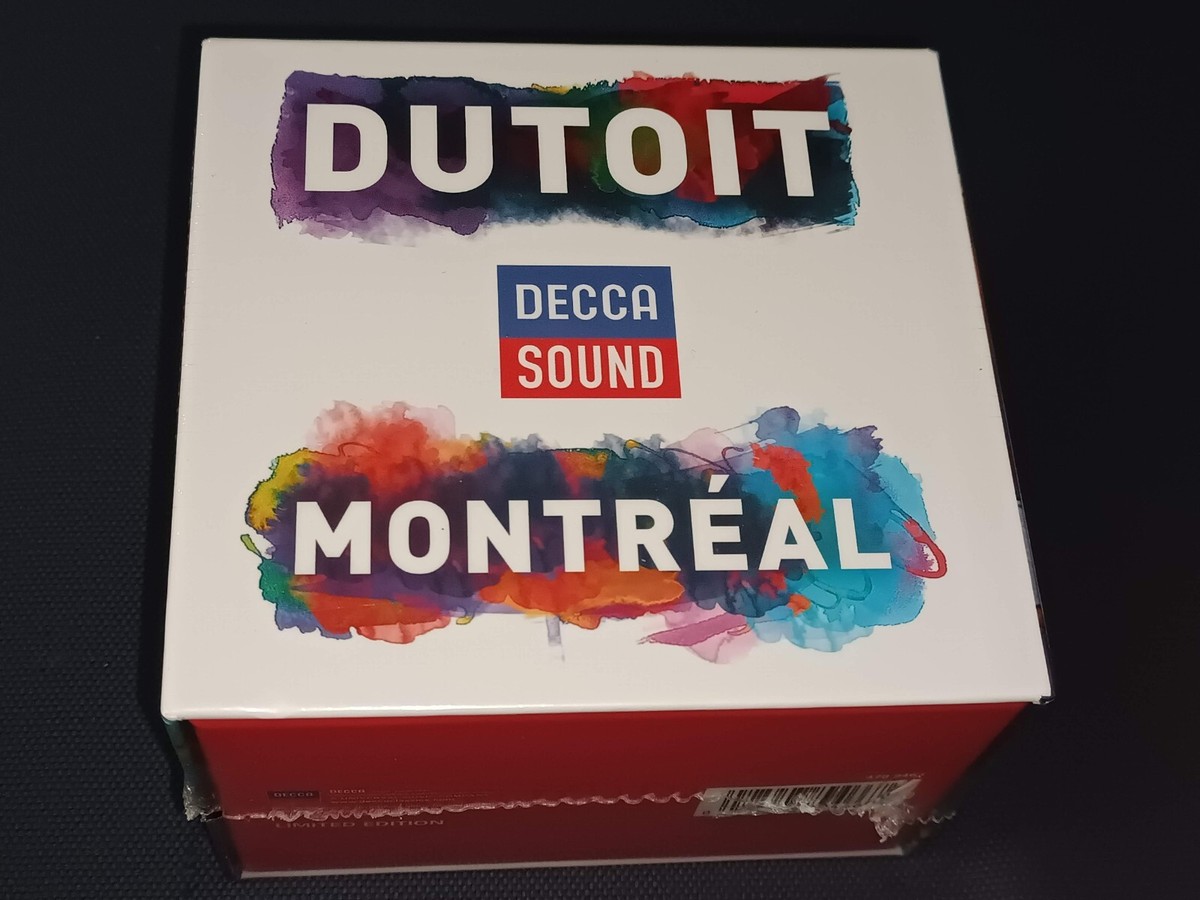 DUTOIT
DECCA
SOUND
MONTRÉAL
DECCA
DECCA
LIMITED EDITION